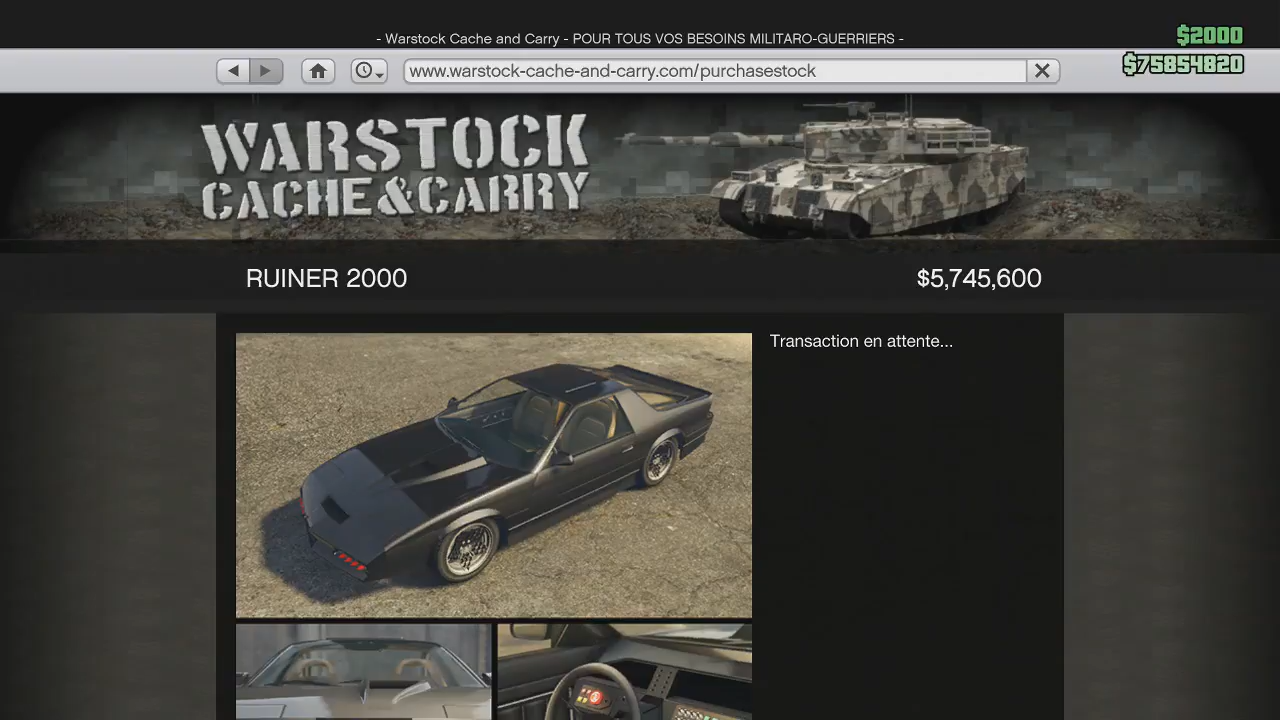 - Warstock Cache and Carry - POUR TOUS VOS BESOINS MILITARO-GUERRIERS -
$2000
$75854820
www.warstock-cache-and-carry.com/purchasestock
WARSTOCK
CACHE&CARRY
RUINER 2000
$5,745,600
Transaction en attente...